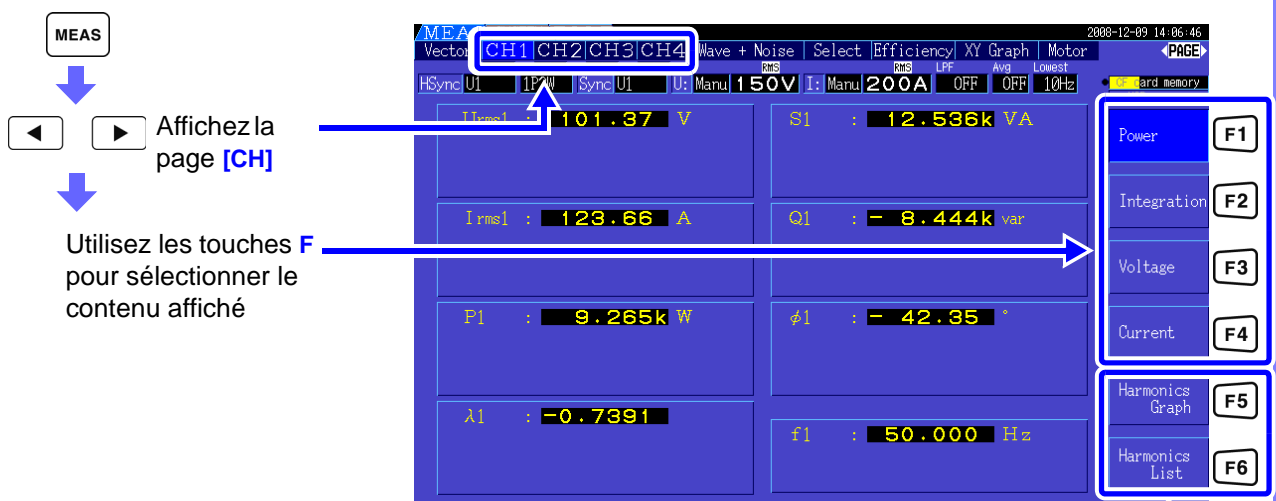 MEAS
Affichez la
page [CH]
Utilisez les touches F
pour sélectionner le
contenu affiché
MEAS 2008-12-09 14:06:46
Vector CH1 CH2 CH3 CH4 Wave + Noise Select Efficiency XY Graph Motor PAGE
RMS RMS LPF Avg Lowest
HSync U1 1P2W Sync U1 U: Manu 150V I: Manu 200A OFF OFF 10Hz CF card memory
Urms1 : 101.37 V
S1 : 12.536k VA
Irms1 : 123.66 A
Q1 : - 8.444k var
P1 : 9.265k W
ϕ1 : - 42.35 °
λ1 : -0.7391
f1 : 50.000 Hz
Power F1
Integration F2
Voltage F3
Current F4
Harmonics
Graph F5
Harmonics
List F6